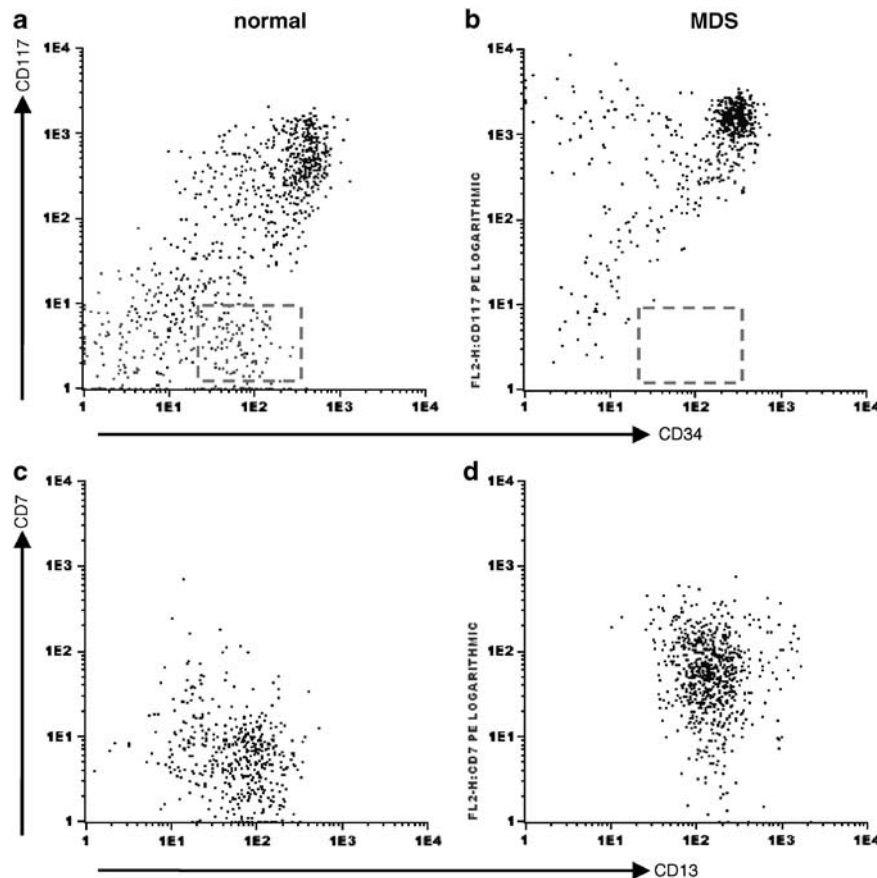 a normal b MDS
CD117
1E4
1E3
1E2
1E1
1
1 1E1 1E2 1E3 1E4
FL2-H:CD117 PE LOGARITHMIC
1E4
1E3
1E2
1E1
1
1 1E1 1E2 1E3 1E4
CD34
c d
CD7
1E4
1E3
1E2
1E1
1
1 1E1 1E2 1E3 1E4
FL2-H:CD7 PE LOGARITHMIC
1E4
1E3
1E2
1E1
1
1 1E1 1E2 1E3 1E4
CD13